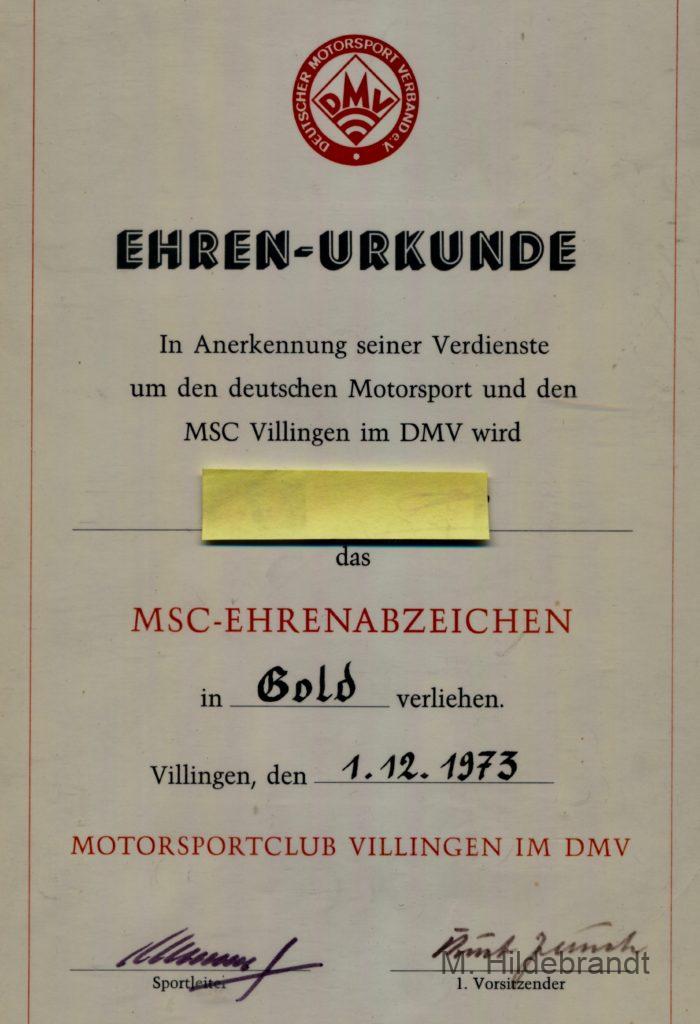 DEUTSCHER MOTORSPORT VERBAND e.V.
DMV
EHREN-URKUNDE
In Anerkennung seiner Verdienste
um den deutschen Motorsport und den
MSC Villingen im DMV wird
das
MSC-EHRENABZEICHEN
in Gold verliehen.
Villingen, den 1.12.1973
MOTORSPORTCLUB VILLINGEN IM DMV
M. Hildebrandt
Sportleiter 1. Vorsitzender